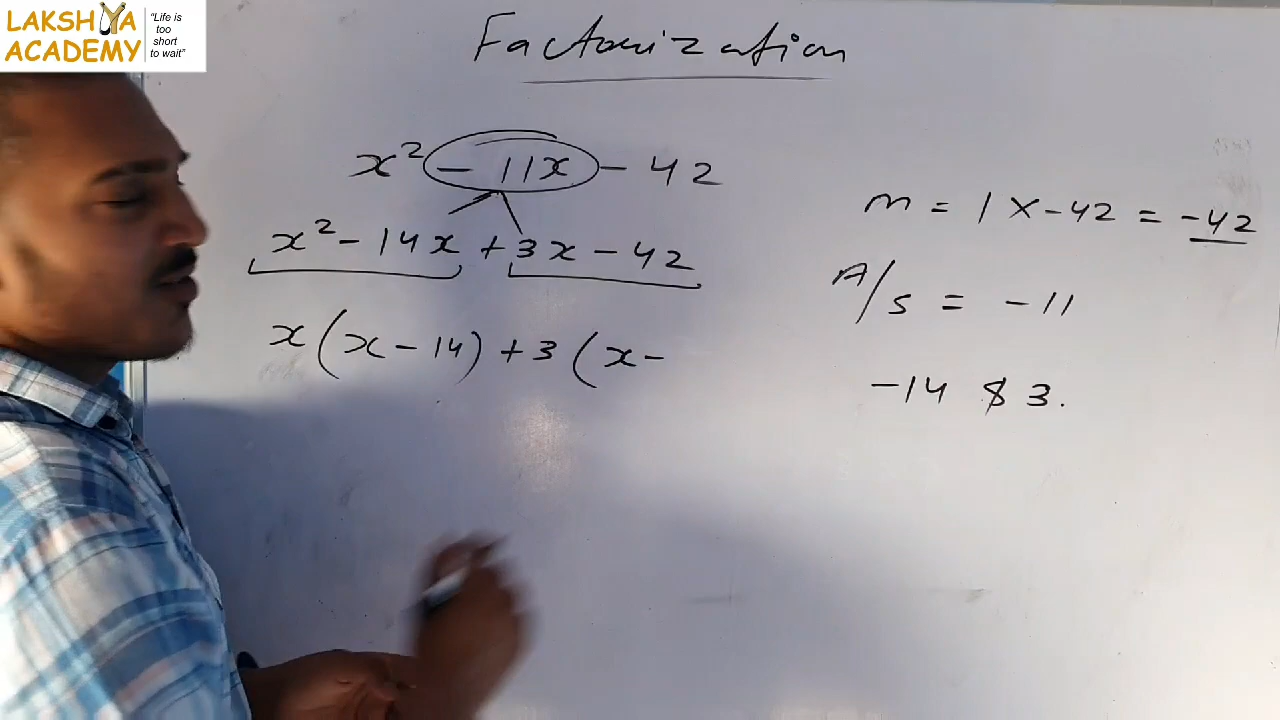 LAKSHYA
ACADEMY
"Life is
too
short
to wait"
Factorization
x² - 11x - 42
x² - 14x + 3x - 42
x(x - 14) + 3(x -
m = 1 × -42 = -42
A/S = -11
-14 & 3.